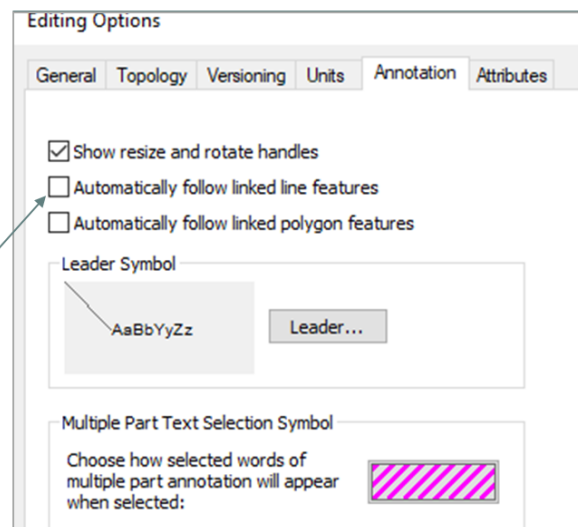 Editing Options
General Topology Versioning Units Annotation Attributes
Show resize and rotate handles
Automatically follow linked line features
Automatically follow linked polygon features
Leader Symbol
AaBbYyZz
Leader...
Multiple Part Text Selection Symbol
Choose how selected words of
multiple part annotation will appear
when selected: